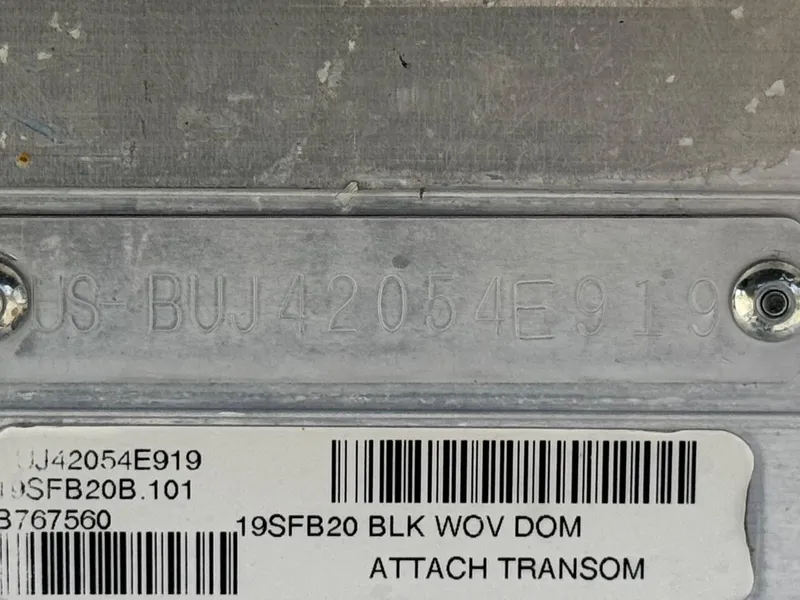 US-BUJ42054E919
UJ42054E919
19SFB20B.101
B767560
19SFB20 BLK WOV DOM
ATTACH TRANSOM